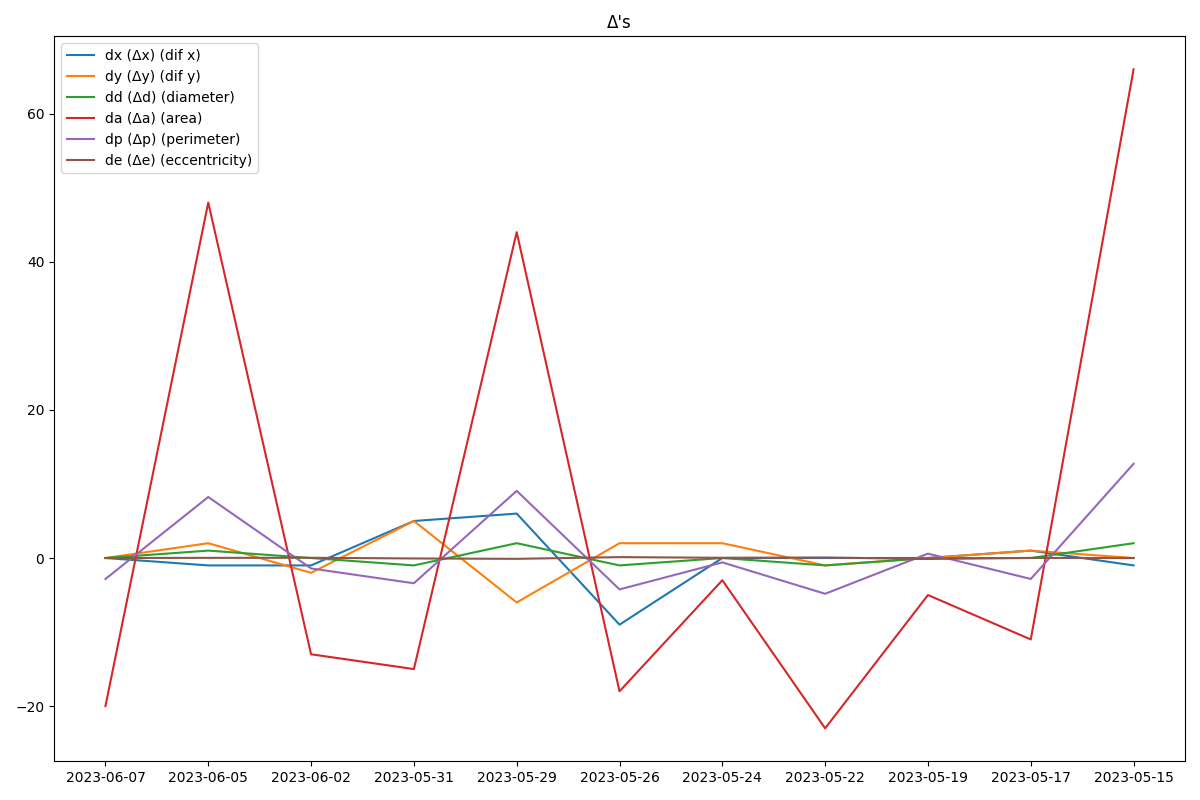 Δ's
dx (Δx) (dif x)
dy (Δy) (dif y)
dd (Δd) (diameter)
da (Δa) (area)
dp (Δp) (perimeter)
de (Δe) (eccentricity)
60
40
20
0
−20
2023-06-07 2023-06-05 2023-06-02 2023-05-31 2023-05-29 2023-05-26 2023-05-24 2023-05-22 2023-05-19 2023-05-17 2023-05-15